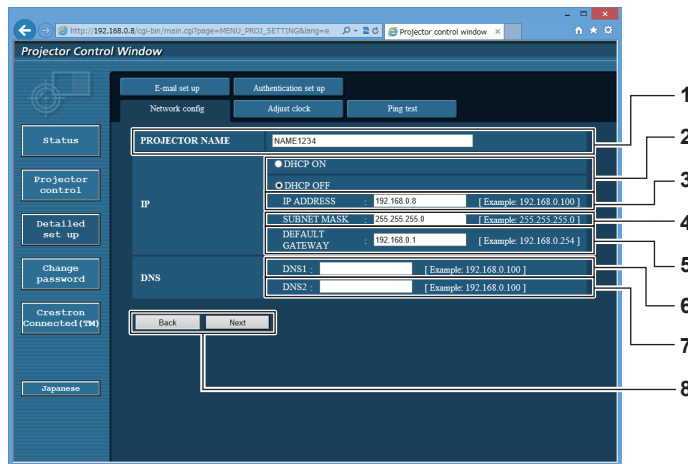 http://192.168.0.8/cgi-bin/main.cgi?page=MENU_PROJ_SETTING&lang=e
Projector control window
Projector Control Window
E-mail set up
Authentication set up
Network config
Adjust clock
Ping test
Status
Projector
control
Detailed
set up
Change
password
Crestron
Connected(TM)
Japanese
PROJECTOR NAME
NAME1234
IP
DHCP ON
DHCP OFF
IP ADDRESS : 192.168.0.8 [ Example: 192.168.0.100 ]
SUBNET MASK : 255.255.255.0 [ Example: 255.255.255.0 ]
DEFAULT
GATEWAY : 192.168.0.1 [ Example: 192.168.0.254 ]
DNS
DNS1 : [ Example: 192.168.0.100 ]
DNS2 : [ Example: 192.168.0.100 ]
Back
Next
1
2
3
4
5
6
7
8